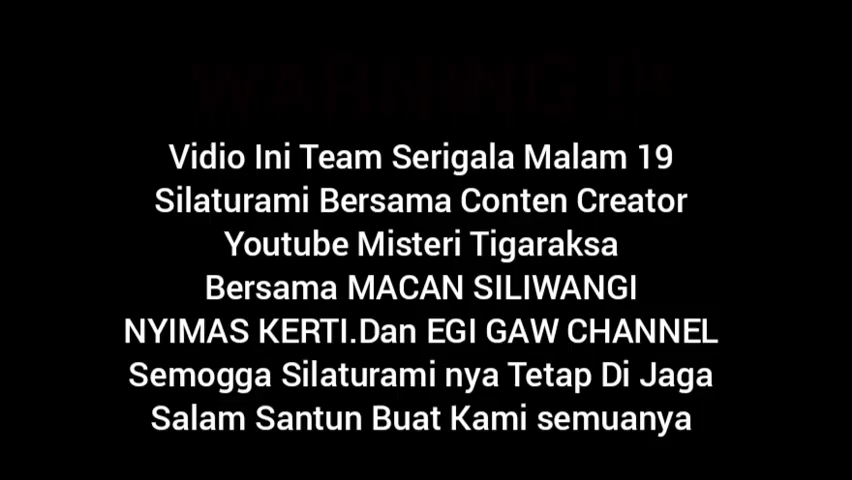 WARNING !!!
Vidio Ini Team Serigala Malam 19
Silaturami Bersama Conten Creator
Youtube Misteri Tigaraksa
Bersama MACAN SILIWANGI
NYIMAS KERTI.Dan EGI GAW CHANNEL
Semogga Silaturami nya Tetap Di Jaga
Salam Santun Buat Kami semuanya